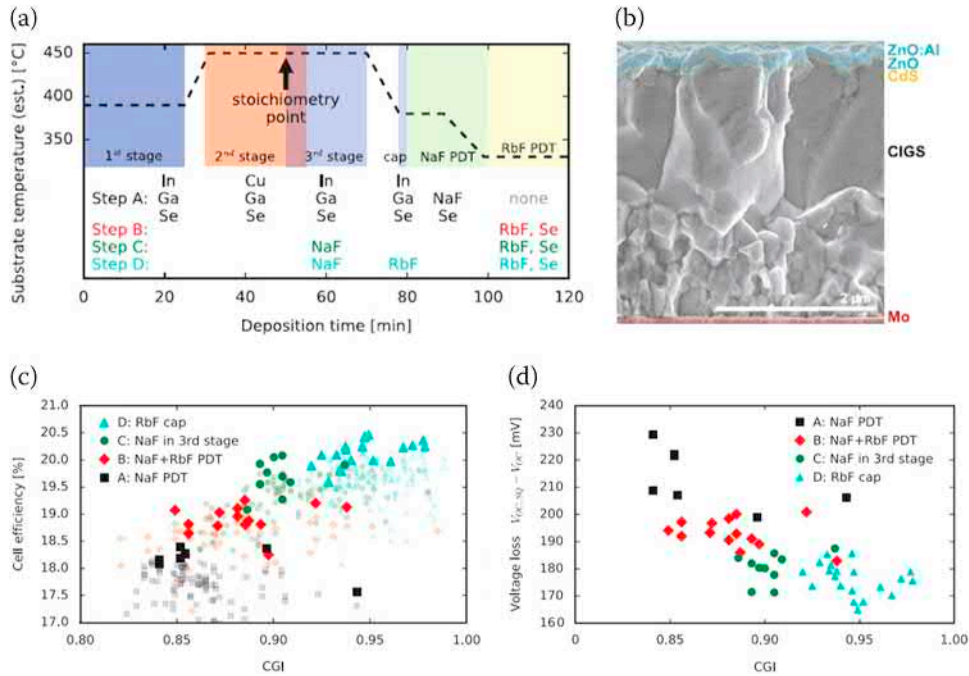 (a)
Substrate temperature (est.) [°C]
450
390
350
stoichiometry
point
1st stage
2nd stage
3rd stage
cap
NaF PDT
RbF PDT
In Cu In In
Step A: Ga Ga Ga Ga NaF none
Se Se Se Se Se
Step B: RbF, Se
Step C: NaF RbF, Se
Step D: NaF RbF RbF, Se
0 20 40 60 80 100 120
Deposition time [min]
(b)
ZnO:Al
ZnO
CdS
CIGS
Mo
(c)
Cell efficiency [%]
21.0
20.5
20.0
19.5
19.0
18.5
18.0
17.5
17.0
D: RbF cap
C: NaF in 3rd stage
B: NaF+RbF PDT
A: NaF PDT
0.80 0.85 0.90 0.95 1.00
CGI
(d)
Voltage loss V_OC,SQ − V_OC [mV]
240
230
220
210
200
190
180
170
160
A: NaF PDT
B: NaF+RbF PDT
C: NaF in 3rd stage
D: RbF cap
0.85 0.90 0.95 1.00
CGI